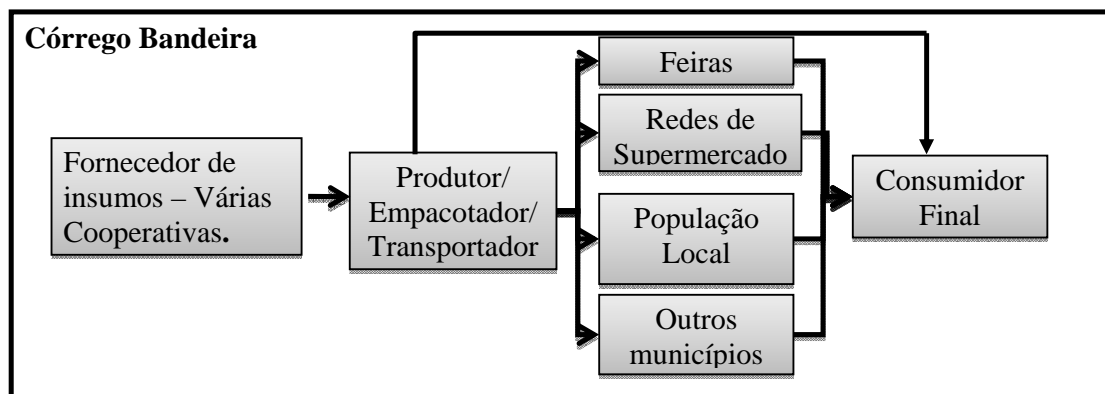 Córrego Bandeira
Fornecedor de
insumos – Várias
Cooperativas.
Produtor/
Empacotador/
Transportador
Feiras
Redes de
Supermercado
População
Local
Outros
municípios
Consumidor
Final